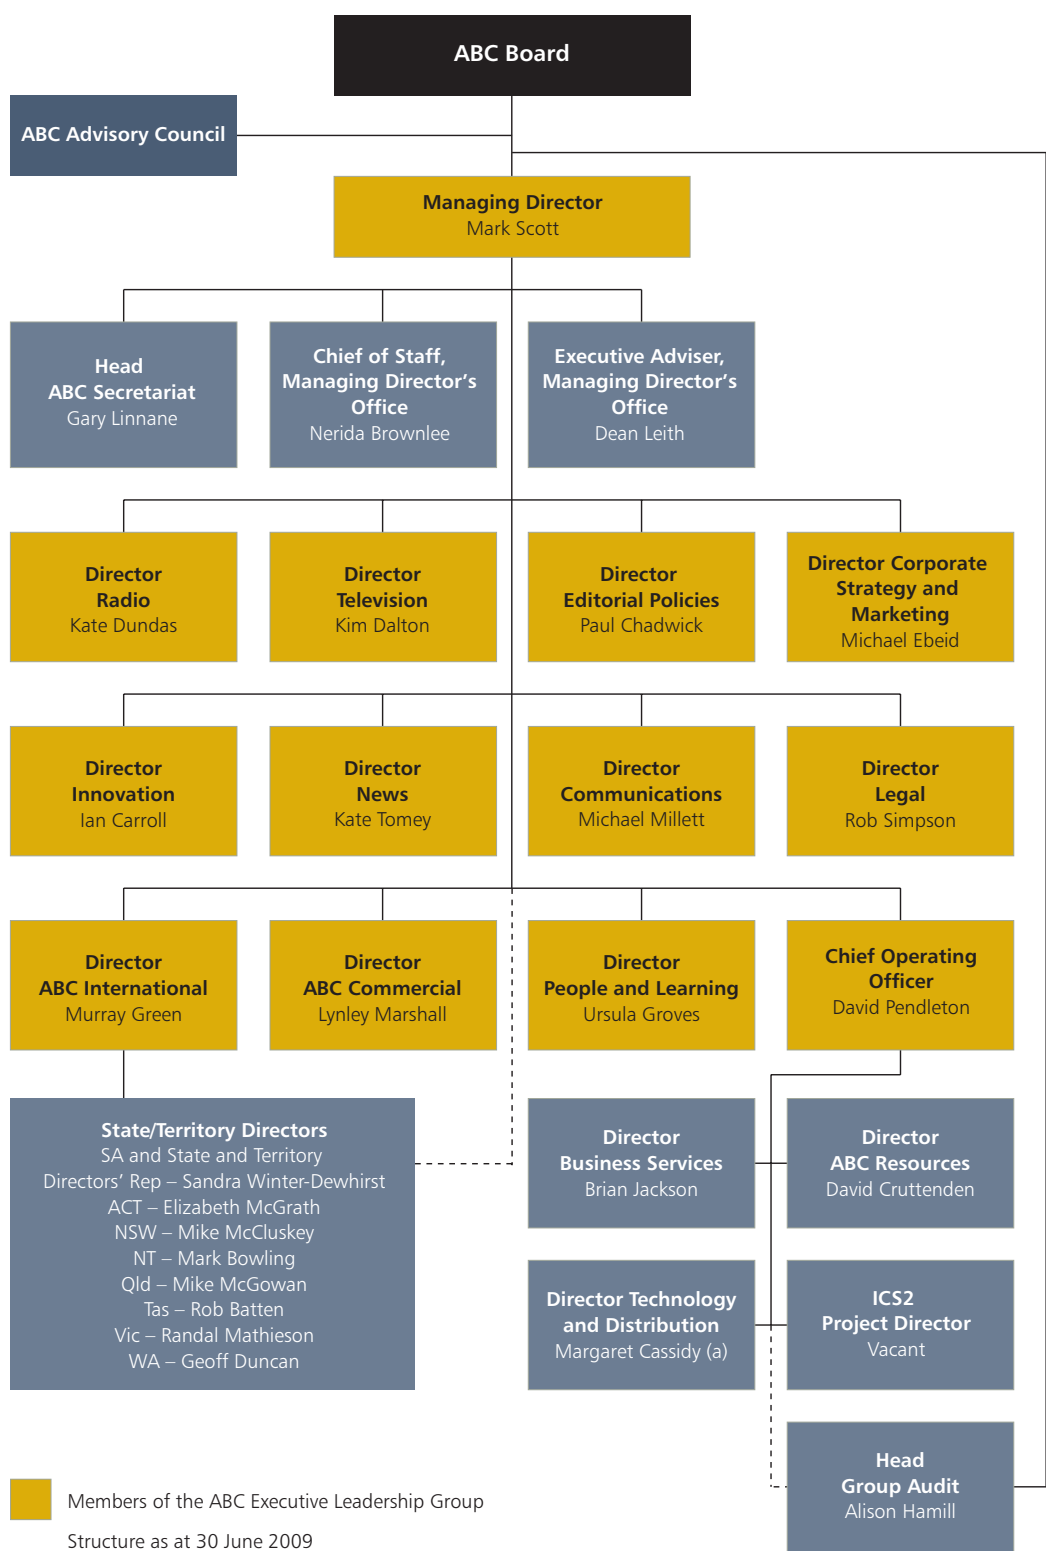 ABC Board
ABC Advisory Council
Managing Director
Mark Scott
Head
ABC Secretariat
Gary Linnane
Chief of Staff,
Managing Director’s
Office
Nerida Brownlee
Executive Adviser,
Managing Director’s
Office
Dean Leith
Director
Radio
Kate Dundas
Director
Television
Kim Dalton
Director
Editorial Policies
Paul Chadwick
Director Corporate
Strategy and
Marketing
Michael Ebeid
Director
Innovation
Ian Carroll
Director
News
Kate Tomey
Director
Communications
Michael Millett
Director
Legal
Rob Simpson
Director
ABC International
Murray Green
Director
ABC Commercial
Lynley Marshall
Director
People and Learning
Ursula Groves
Chief Operating
Officer
David Pendleton
State/Territory Directors
SA and State and Territory
Directors’ Rep – Sandra Winter-Dewhirst
ACT – Elizabeth McGrath
NSW – Mike McCluskey
NT – Mark Bowling
Qld – Mike McGowan
Tas – Rob Batten
Vic – Randal Mathieson
WA – Geoff Duncan
Director
Business Services
Brian Jackson
Director
ABC Resources
David Cruttenden
Director Technology
and Distribution
Margaret Cassidy (a)
ICS2
Project Director
Vacant
Head
Group Audit
Alison Hamill
Members of the ABC Executive Leadership Group
Structure as at 30 June 2009